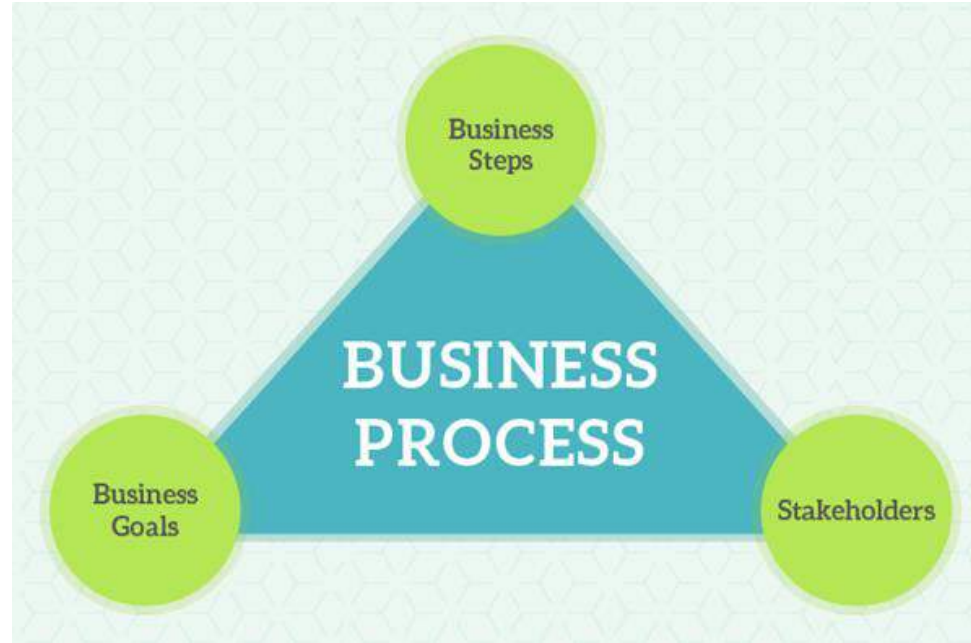 Business
Steps
BUSINESS
PROCESS
Business
Goals
Stakeholders